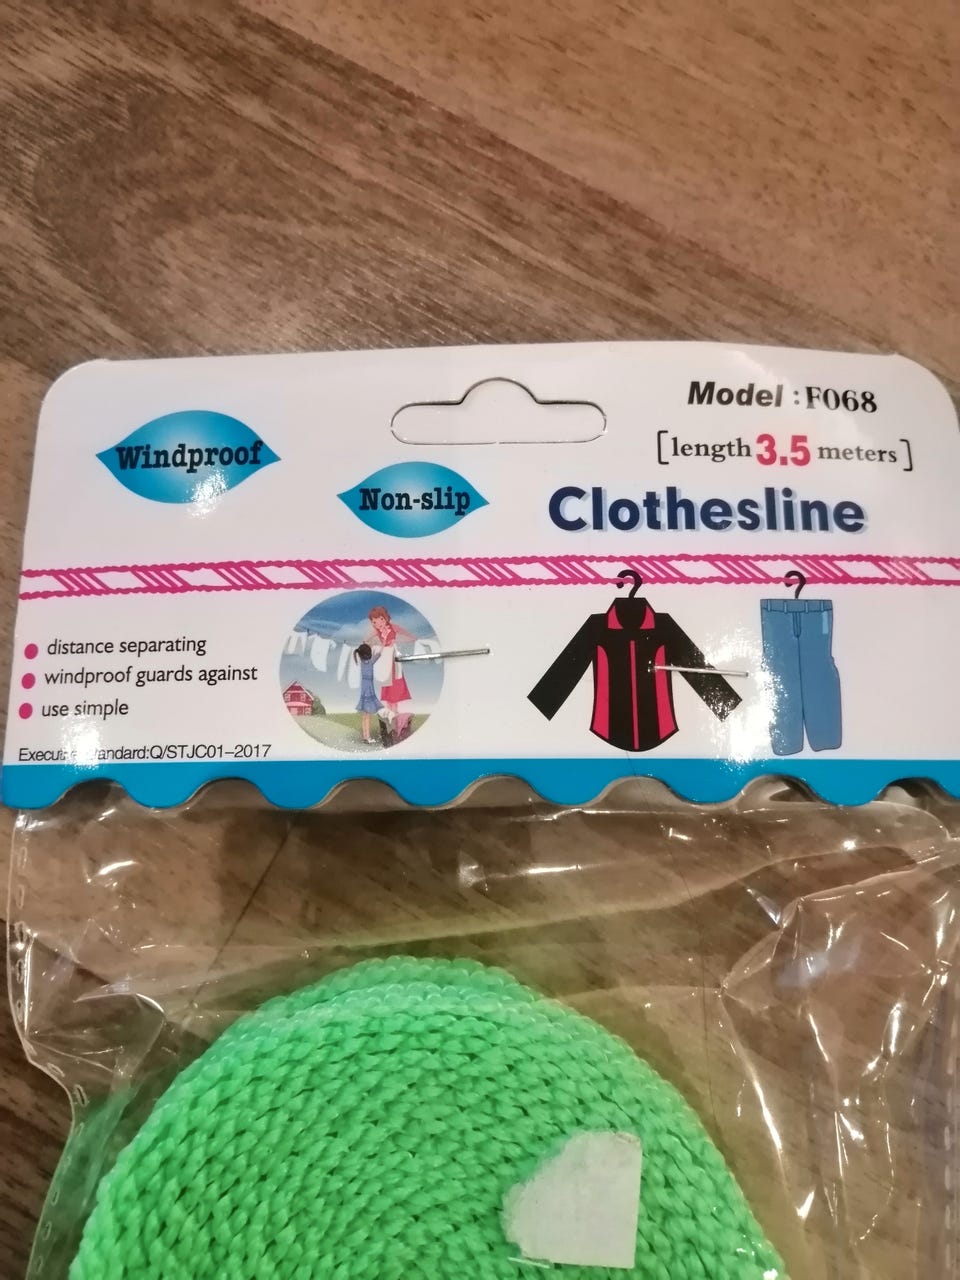 Model : F068
Windproof
[length 3.5 meters]
Non-slip
Clothesline
distance separating
windproof guards against
use simple
Standard:Q/STJC01-2017